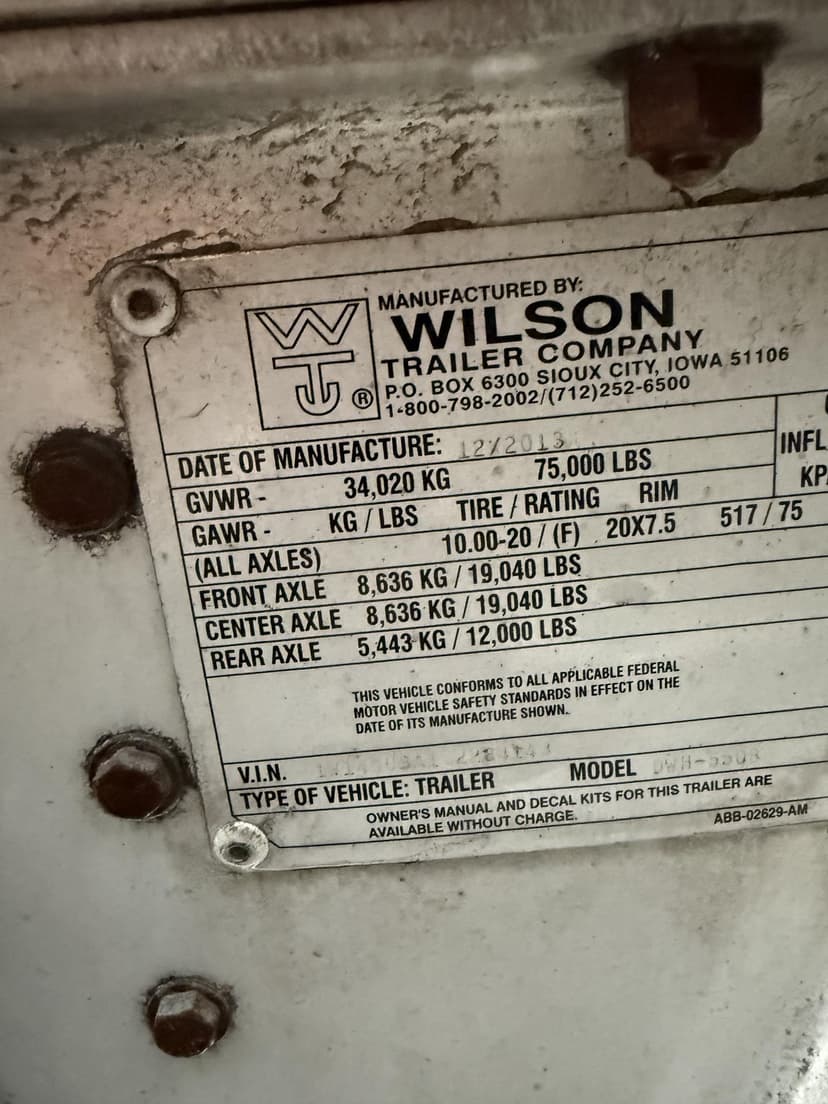 WT
®
MANUFACTURED BY:
WILSON
TRAILER COMPANY
P.O. BOX 6300 SIOUX CITY, IOWA 51106
1-800-798-2002/(712)252-6500
DATE OF MANUFACTURE: 12/2013
GVWR - 34,020 KG 75,000 LBS
INFL
GAWR - KG / LBS TIRE / RATING RIM KPA
(ALL AXLES) 10.00-20 / (F) 20X7.5 517 / 75
FRONT AXLE 8,636 KG / 19,040 LBS
CENTER AXLE 8,636 KG / 19,040 LBS
REAR AXLE 5,443 KG / 12,000 LBS
THIS VEHICLE CONFORMS TO ALL APPLICABLE FEDERAL
MOTOR VEHICLE SAFETY STANDARDS IN EFFECT ON THE
DATE OF ITS MANUFACTURE SHOWN.
V.I.N. MODEL
TYPE OF VEHICLE: TRAILER
OWNER'S MANUAL AND DECAL KITS FOR THIS TRAILER ARE
AVAILABLE WITHOUT CHARGE.
ABB-02629-AM